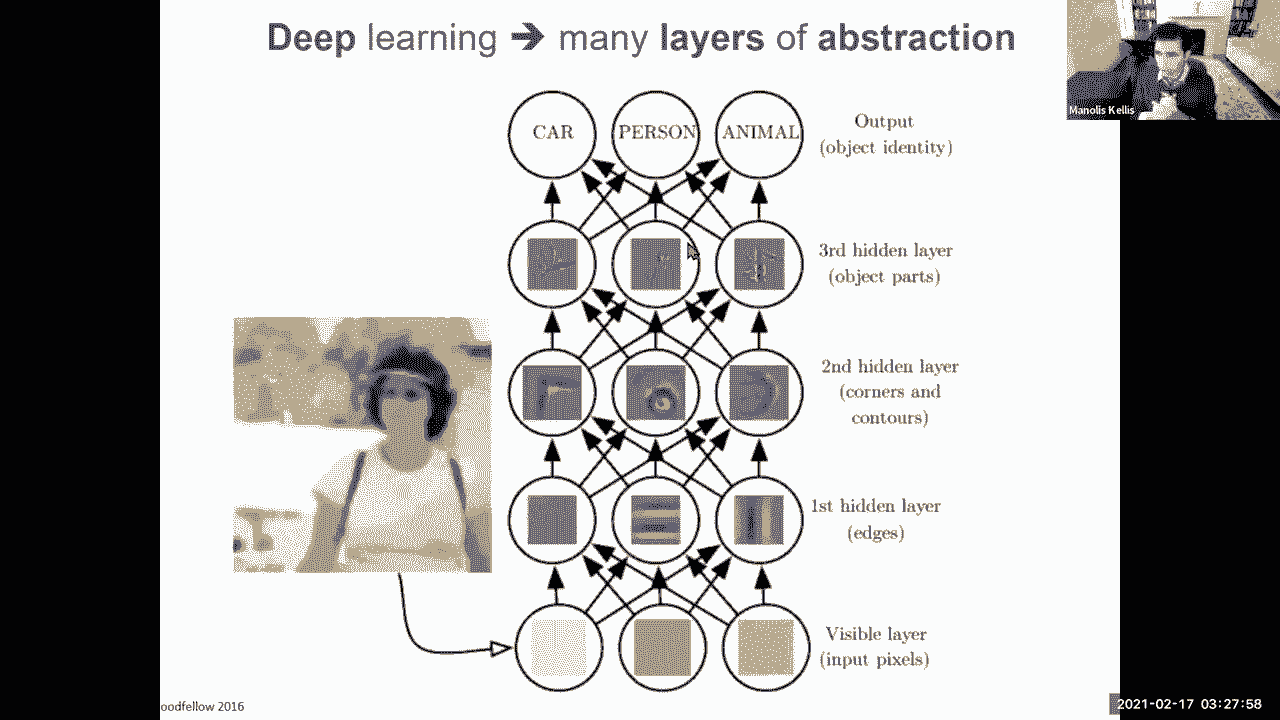 Deep learning ➔ many layers of abstraction
Manolis Kellis
CAR PERSON ANIMAL
Output
(object identity)
3rd hidden layer
(object parts)
2nd hidden layer
(corners and
contours)
1st hidden layer
(edges)
Visible layer
(input pixels)
oodfellow 2016
2021-02-17 03:27:58